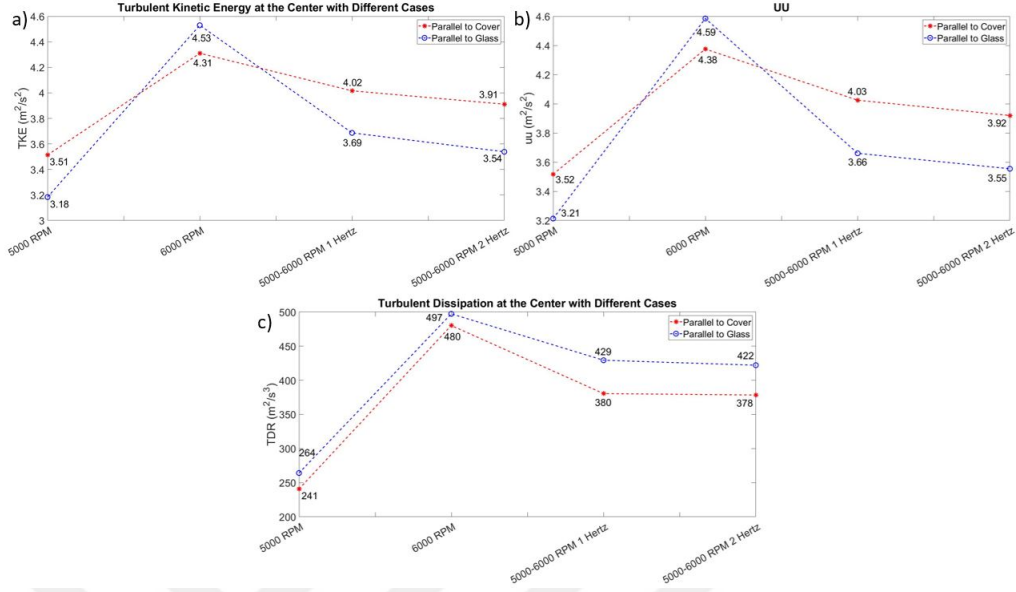 a)
Turbulent Kinetic Energy at the Center with Different Cases
4.6
4.4
4.2
4
3.8
3.6
3.4
3.2
3
TKE (m²/s²)
Parallel to Cover
Parallel to Glass
4.53
4.31
4.02
3.91
3.69
3.54
3.51
3.18
5000 RPM
6000 RPM
5000-6000 RPM 1 Hertz
5000-6000 RPM 2 Hertz
b)
UU
4.6
4.4
4.2
4
3.8
3.6
3.4
3.2
uu (m²/s²)
Parallel to Cover
Parallel to Glass
4.59
4.38
4.03
3.92
3.66
3.55
3.52
3.21
5000 RPM
6000 RPM
5000-6000 RPM 1 Hertz
5000-6000 RPM 2 Hertz
c)
Turbulent Dissipation at the Center with Different Cases
500
450
400
350
300
250
200
TDR (m²/s³)
Parallel to Cover
Parallel to Glass
497
480
429
422
380
378
264
241
5000 RPM
6000 RPM
5000-6000 RPM 1 Hertz
5000-6000 RPM 2 Hertz